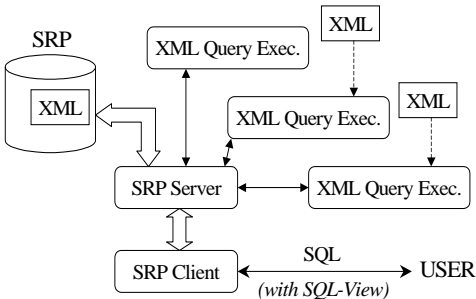 SRP
XML
XML Query Exec.
XML
XML Query Exec.
XML
SRP Server
XML Query Exec.
SRP Client
SQL
(with SQL-View)
USER